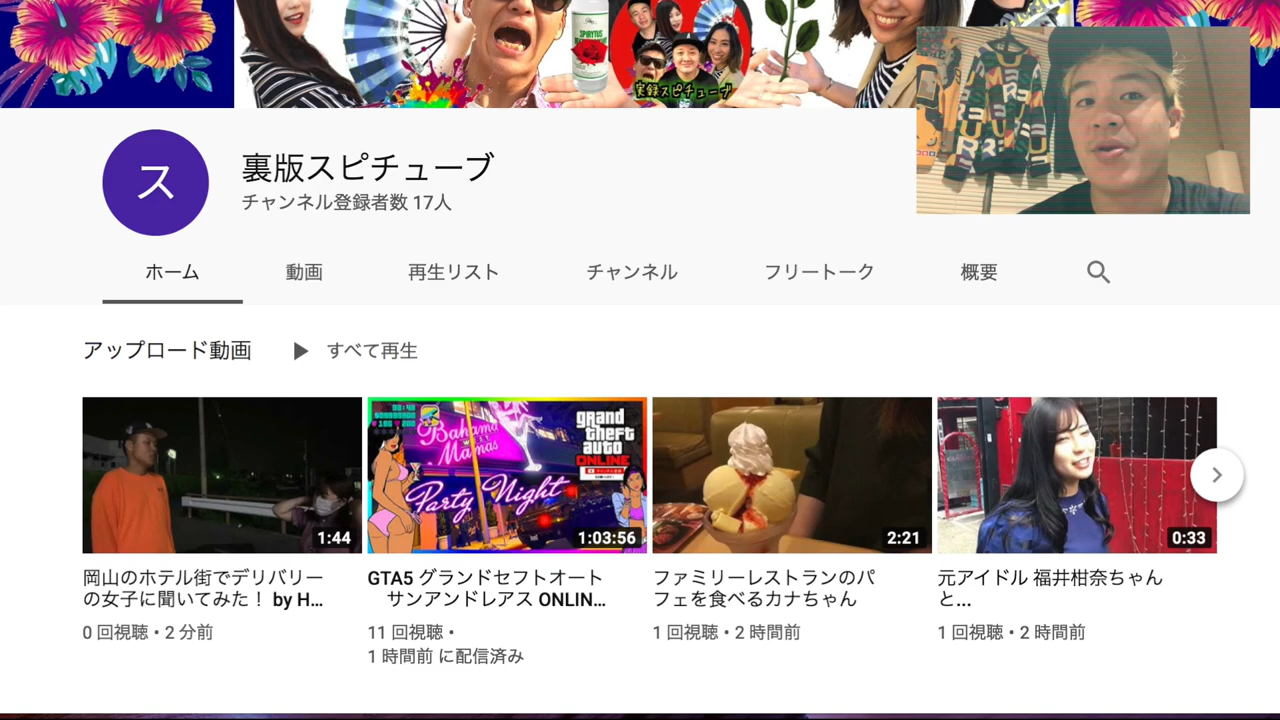 SPIRYTUS
実録スピチューブ
ス
裏版スピチューブ
チャンネル登録者数 17人
ホーム
動画
再生リスト
チャンネル
フリートーク
概要
アップロード動画
すべて再生
1:44
Bahama
Mamas
Party Night
grand
theft
auto
ONLINE
1:03:56
2:21
0:33
岡山のホテル街でデリバリー
の女子に聞いてみた！ by H...
0 回視聴・2 分前
GTA5 グランドセフトオート
サンアンドレアス ONLIN...
11 回視聴・
1 時間前 に配信済み
ファミリーレストランのパ
フェを食べるカナちゃん
1 回視聴・2 時間前
元アイドル 福井柑奈ちゃん
と...
1 回視聴・2 時間前